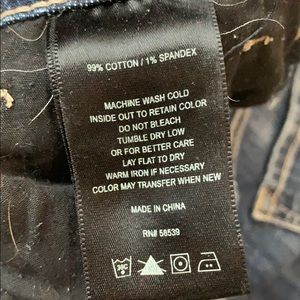 99% COTTON / 1% SPANDEX
MACHINE WASH COLD
INSIDE OUT TO RETAIN COLOR
DO NOT BLEACH
TUMBLE DRY LOW
OR FOR BETTER CARE
LAY FLAT TO DRY
WARM IRON IF NECESSARY
COLOR MAY TRANSFER WHEN NEW
MADE IN CHINA
RN# 58539